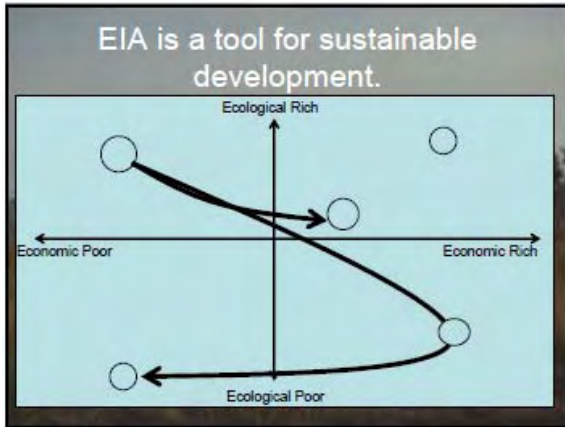 EIA is a tool for sustainable
development.
Ecological Rich
Economic Poor
Economic Rich
Ecological Poor